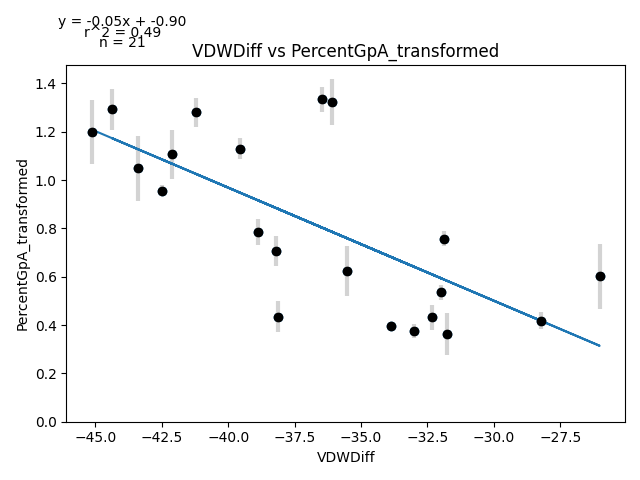 y = -0.05x + -0.90
r^2 = 0.49
n = 21
VDWDiff vs PercentGpA_transformed
PercentGpA_transformed
1.4
1.2
1.0
0.8
0.6
0.4
0.2
0.0
−45.0 −42.5 −40.0 −37.5 −35.0 −32.5 −30.0 −27.5
VDWDiff